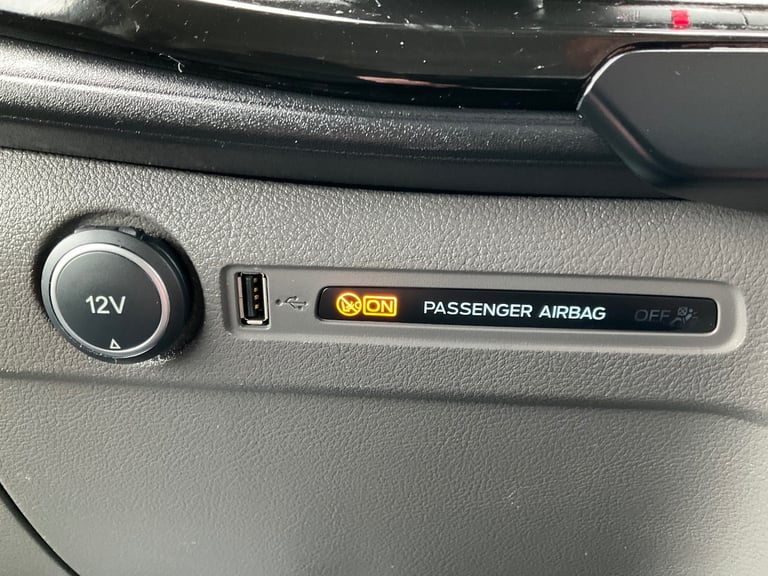 12V
ON PASSENGER AIRBAG OFF